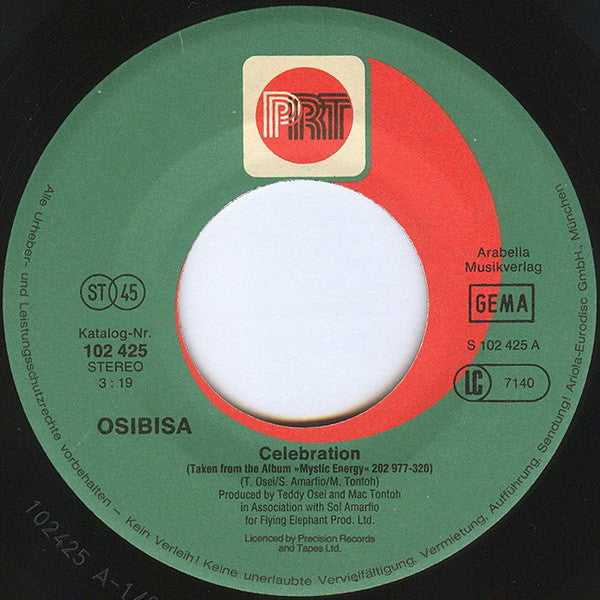 PRT
ST 45
Katalog-Nr.
102 425
STEREO
3 : 19
OSIBISA
Arabella
Musikverlag
GEMA
S 102 425 A
LC 7140
Celebration
(Taken from the Album »Mystic Energy« 202 977-320)
(T. Osei/S. Amarfio/M. Tontoh)
Produced by Teddy Osei and Mac Tontoh
in Association with Sol Amarfio
for Flying Elephant Prod. Ltd.
Licenced by Precision Records
and Tapes Ltd.
Alle Urheber- und Leistungsschutzrechte vorbehalten – Kein Verleih! Keine unerlaubte Vervielfältigung, Vermietung, Aufführung, Sendung! Ariola-Eurodisc GmbH., München
102425 A-1/